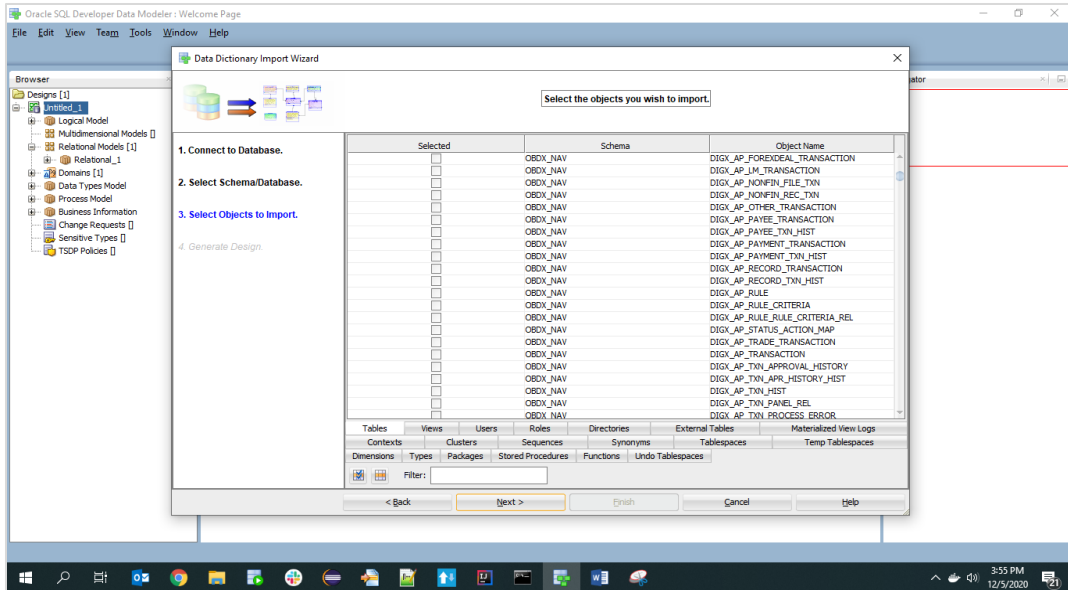 Oracle SQL Developer Data Modeler : Welcome Page
File Edit View Team Tools Window Help
Browser
Designs [1]
Untitled_1
Logical Model
Multidimensional Models []
Relational Models [1]
Relational_1
Domains [1]
Data Types Model
Process Model
Business Information
Change Requests []
Sensitive Types []
TSDP Policies []
Data Dictionary Import Wizard
Select the objects you wish to import.
1. Connect to Database.
2. Select Schema/Database.
3. Select Objects to Import.
4. Generate Design.
Selected Schema Object Name
OBDX_NAV DIGX_AP_FOREXDEAL_TRANSACTION
OBDX_NAV DIGX_AP_LM_TRANSACTION
OBDX_NAV DIGX_AP_NONFIN_FILE_TXN
OBDX_NAV DIGX_AP_NONFIN_REC_TXN
OBDX_NAV DIGX_AP_OTHER_TRANSACTION
OBDX_NAV DIGX_AP_PAYEE_TRANSACTION
OBDX_NAV DIGX_AP_PAYEE_TXN_HIST
OBDX_NAV DIGX_AP_PAYMENT_TRANSACTION
OBDX_NAV DIGX_AP_PAYMENT_TXN_HIST
OBDX_NAV DIGX_AP_RECORD_TRANSACTION
OBDX_NAV DIGX_AP_RECORD_TXN_HIST
OBDX_NAV DIGX_AP_RULE
OBDX_NAV DIGX_AP_RULE_CRITERIA
OBDX_NAV DIGX_AP_RULE_RULE_CRITERIA_REL
OBDX_NAV DIGX_AP_STATUS_ACTION_MAP
OBDX_NAV DIGX_AP_TRADE_TRANSACTION
OBDX_NAV DIGX_AP_TRANSACTION
OBDX_NAV DIGX_AP_TXN_APPROVAL_HISTORY
OBDX_NAV DIGX_AP_TXN_APR_HISTORY_HIST
OBDX_NAV DIGX_AP_TXN_HIST
OBDX_NAV DIGX_AP_TXN_PANEL_REL
OBDX_NAV DIGX_AP_TXN_PROCESS_ERROR
Tables Views Users Roles Directories External Tables Materialized View Logs
Contexts Clusters Sequences Synonyms Tablespaces Temp Tablespaces
Dimensions Types Packages Stored Procedures Functions Undo Tablespaces
Filter:
< Back Next > Finish Cancel Help
ator
3:55 PM
12/5/2020
21